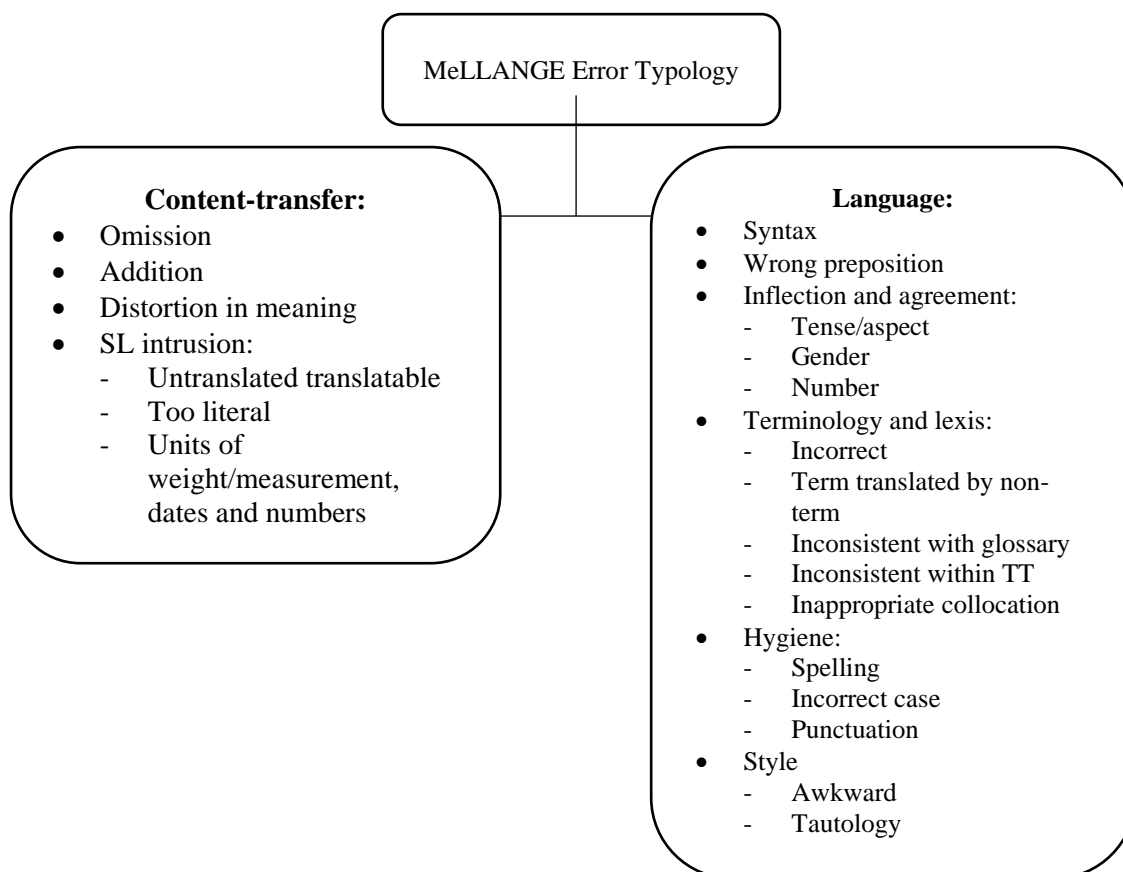 MeLLANGE Error Typology
Content-transfer:
• Omission
• Addition
• Distortion in meaning
• SL intrusion:
- Untranslated translatable
- Too literal
- Units of
weight/measurement,
dates and numbers
Language:
• Syntax
• Wrong preposition
• Inflection and agreement:
- Tense/aspect
- Gender
- Number
• Terminology and lexis:
- Incorrect
- Term translated by non-
term
- Inconsistent with glossary
- Inconsistent within TT
- Inappropriate collocation
• Hygiene:
- Spelling
- Incorrect case
- Punctuation
• Style
- Awkward
- Tautology